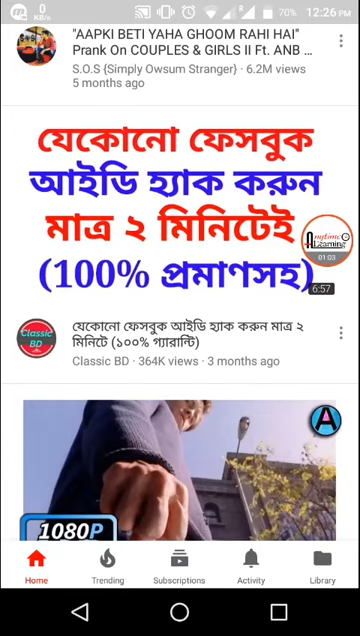 0
KB/s
70%
12:26 PM
"AAPKI BETI YAHA GHOOM RAHI HAI"
Prank On COUPLES & GIRLS II Ft. ANB ...
S.O.S {Simply Owsum Stranger} · 6.2M views
5 months ago
যেকোনো ফেসবুক
আইডি হ্যাক করুন
মাত্র ২ মিনিটেই
(100% প্রমাণসহ)
Anytime
Learning
01:03
6:57
Classic
BD
যেকোনো ফেসবুক আইডি হ্যাক করুন মাত্র ২
মিনিটে (১০০% গ্যারান্টি)
Classic BD · 364K views · 3 months ago
A
1080P
Home
Trending
Subscriptions
Activity
Library